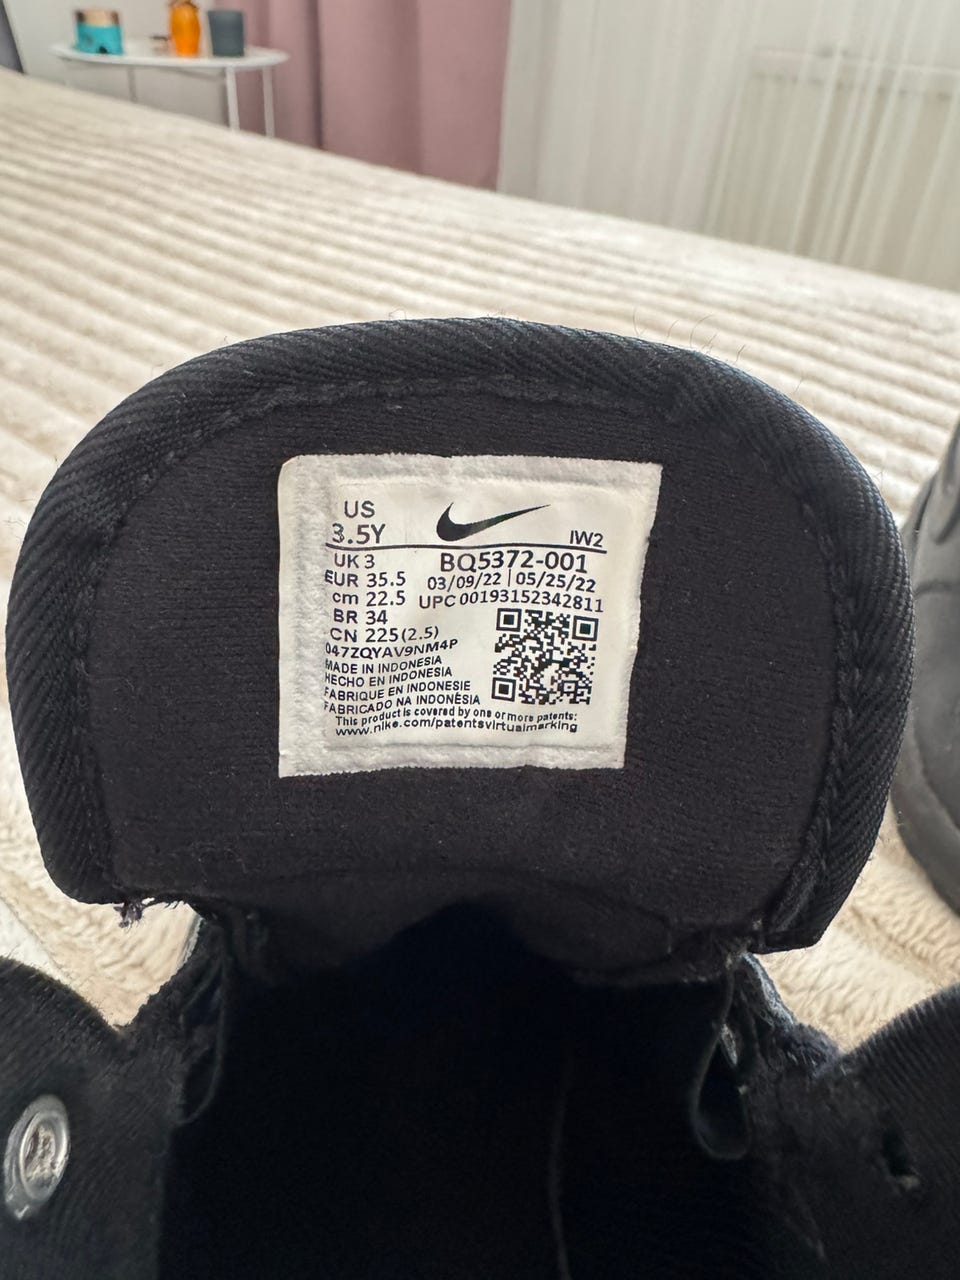 US
3.5Y
IW2
UK 3
BQ5372-001
EUR 35.5
03/09/22 | 05/25/22
cm 22.5
UPC 00193152342811
BR 34
CN 225(2.5)
047ZQYAV9NM4P
MADE IN INDONESIA
HECHO EN INDONESIA
FABRIQUE EN INDONESIE
FABRICADO NA INDONÉSIA
This product is covered by one or more patents:
www.nike.com/patentsvirtualmarking